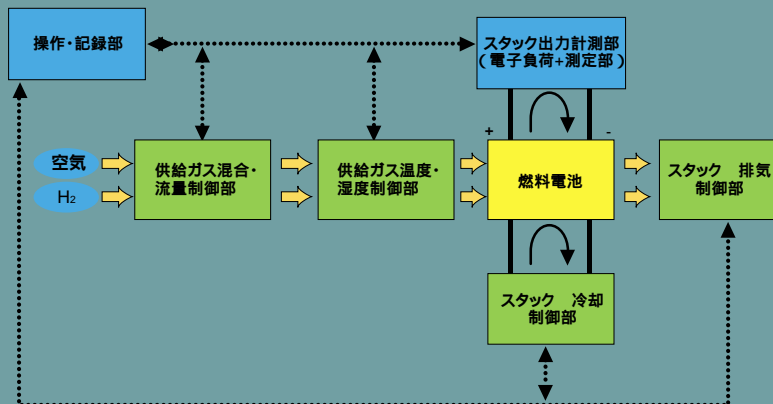 操作・記録部
スタック出力計測部
（電子負荷+測定部）
+
-
空気
H₂
供給ガス混合・
流量制御部
供給ガス温度・
湿度制御部
燃料電池
スタック　排気
制御部
スタック　冷却
制御部